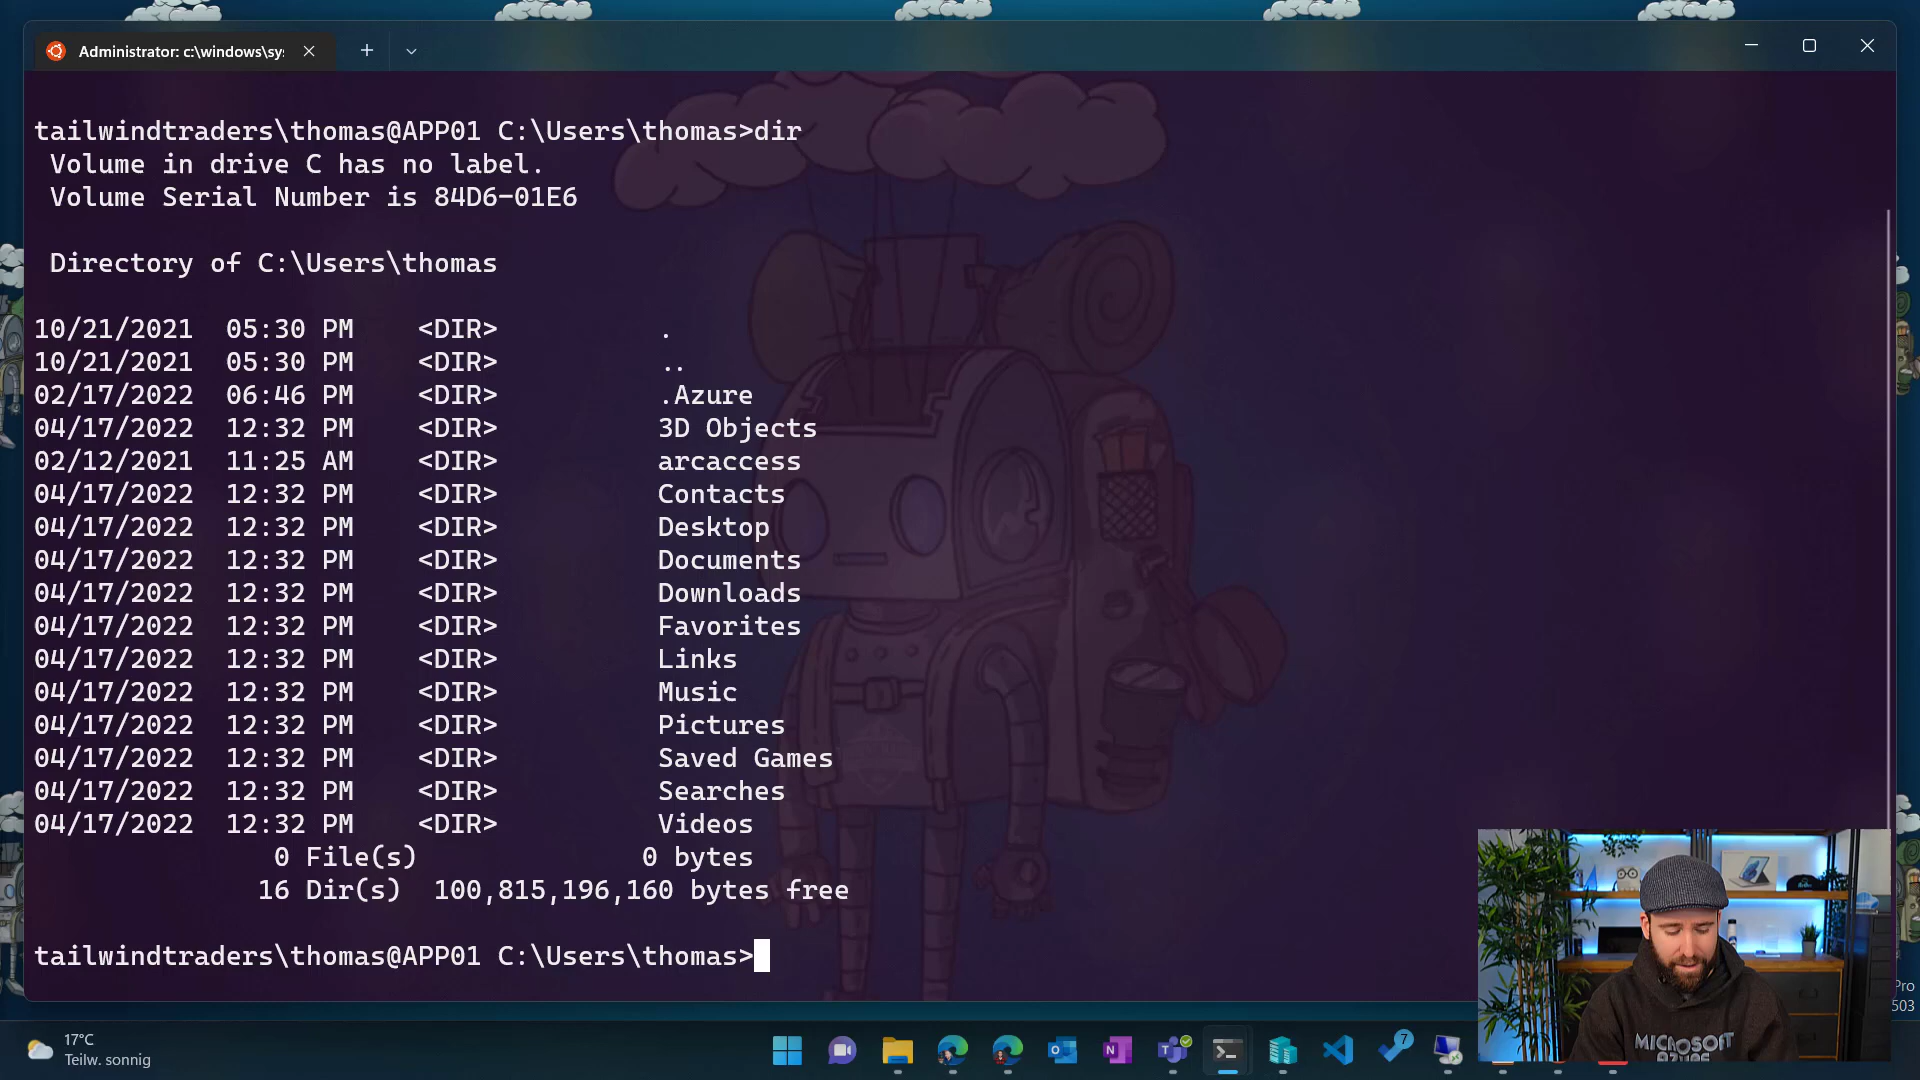 Administrator: c:\windows\sy:
tailwindtraders\thomas@APP01 C:\Users\thomas>dir
Volume in drive C has no label.
Volume Serial Number is 84D6-01E6
Directory of C:\Users\thomas
10/21/2021 05:30 PM <DIR> .
10/21/2021 05:30 PM <DIR> ..
02/17/2022 06:46 PM <DIR> .Azure
04/17/2022 12:32 PM <DIR> 3D Objects
02/12/2021 11:25 AM <DIR> arcaccess
04/17/2022 12:32 PM <DIR> Contacts
04/17/2022 12:32 PM <DIR> Desktop
04/17/2022 12:32 PM <DIR> Documents
04/17/2022 12:32 PM <DIR> Downloads
04/17/2022 12:32 PM <DIR> Favorites
04/17/2022 12:32 PM <DIR> Links
04/17/2022 12:32 PM <DIR> Music
04/17/2022 12:32 PM <DIR> Pictures
04/17/2022 12:32 PM <DIR> Saved Games
04/17/2022 12:32 PM <DIR> Searches
04/17/2022 12:32 PM <DIR> Videos
0 File(s) 0 bytes
16 Dir(s) 100,815,196,160 bytes free
tailwindtraders\thomas@APP01 C:\Users\thomas>
Pro
503
MICROSOFT
AZURE
17°C
Teilw. sonnig
7